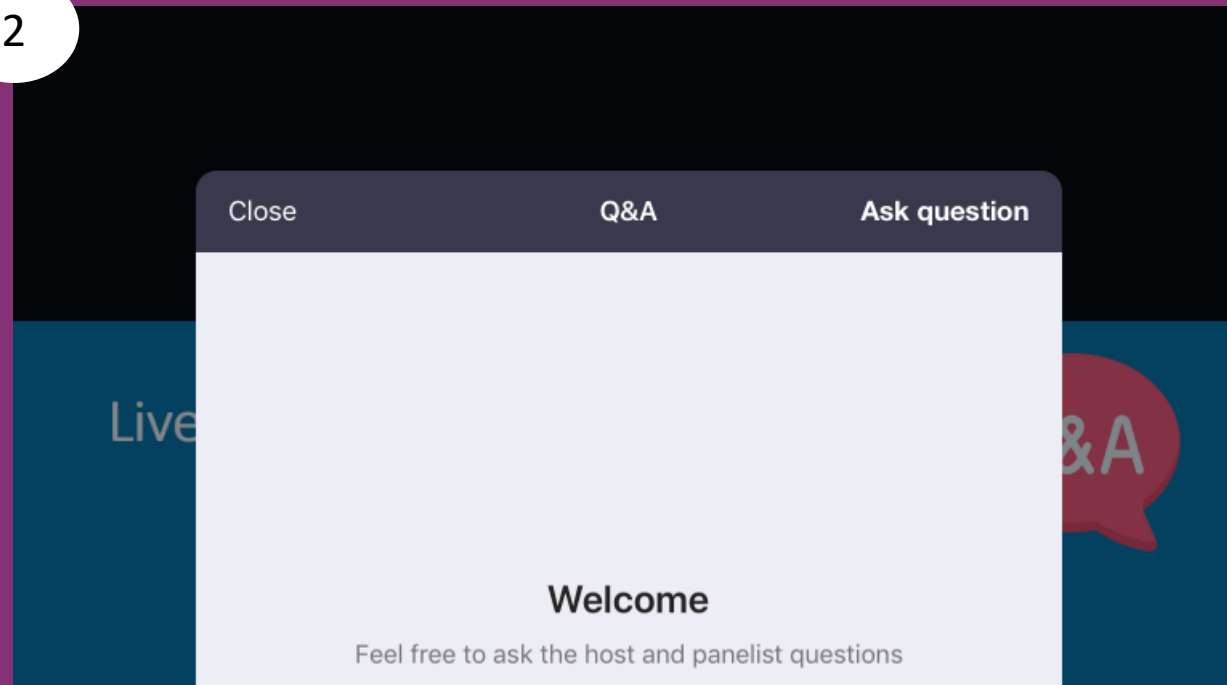 2
Close Q&A Ask question
Live
&A
Welcome
Feel free to ask the host and panelist questions